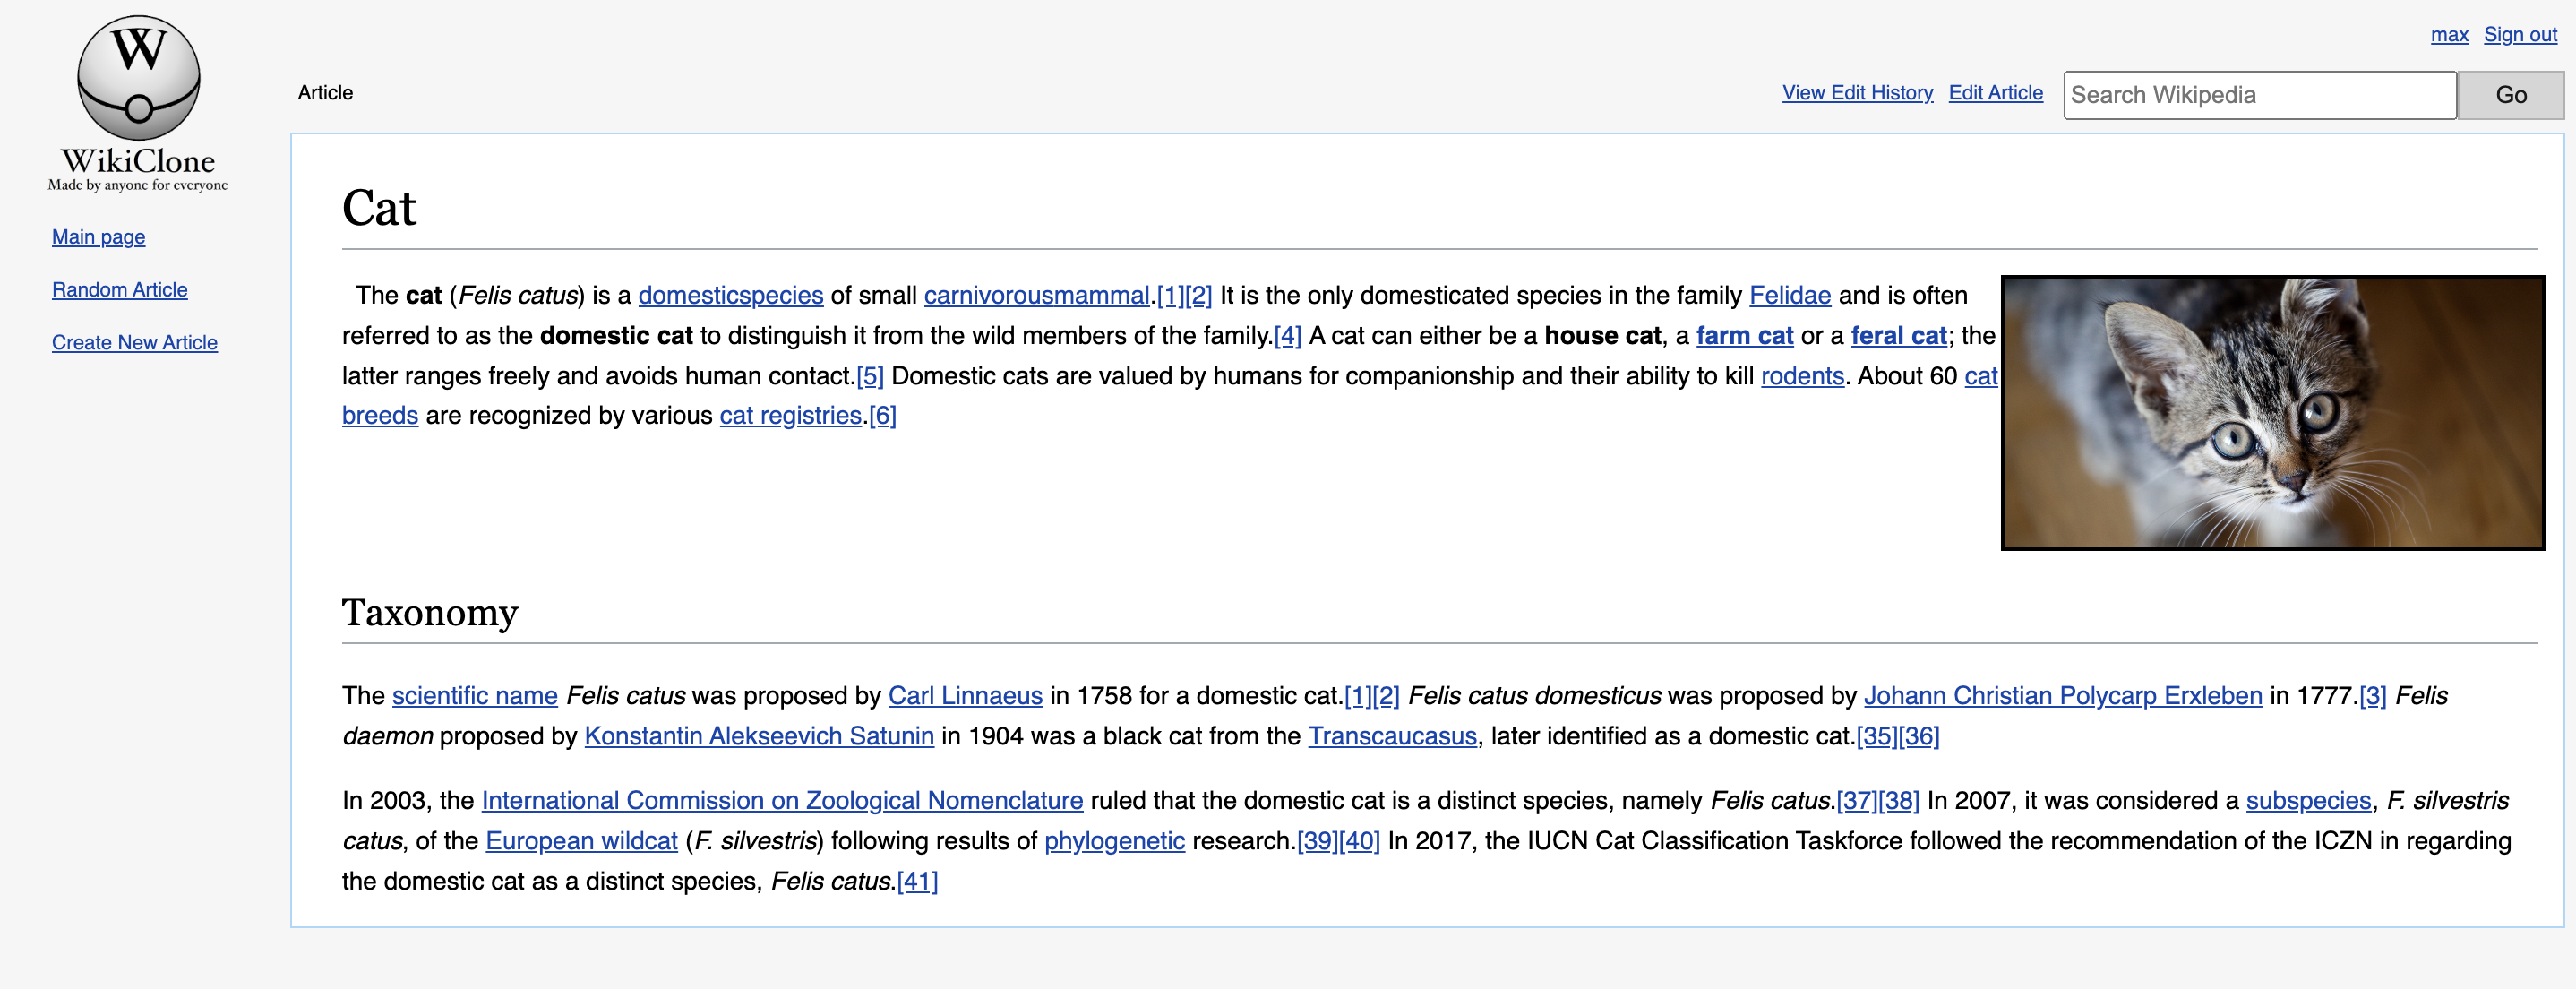 W
WikiClone
Made by anyone for everyone
Main page
Random Article
Create New Article
max Sign out
Article
View Edit History Edit Article Search Wikipedia Go
Cat
The cat (Felis catus) is a domesticspecies of small carnivorousmammal.[1][2] It is the only domesticated species in the family Felidae and is often
referred to as the domestic cat to distinguish it from the wild members of the family.[4] A cat can either be a house cat, a farm cat or a feral cat; the
latter ranges freely and avoids human contact.[5] Domestic cats are valued by humans for companionship and their ability to kill rodents. About 60 cat
breeds are recognized by various cat registries.[6]
Taxonomy
The scientific name Felis catus was proposed by Carl Linnaeus in 1758 for a domestic cat.[1][2] Felis catus domesticus was proposed by Johann Christian Polycarp Erxleben in 1777.[3] Felis
daemon proposed by Konstantin Alekseevich Satunin in 1904 was a black cat from the Transcaucasus, later identified as a domestic cat.[35][36]
In 2003, the International Commission on Zoological Nomenclature ruled that the domestic cat is a distinct species, namely Felis catus.[37][38] In 2007, it was considered a subspecies, F. silvestris
catus, of the European wildcat (F. silvestris) following results of phylogenetic research.[39][40] In 2017, the IUCN Cat Classification Taskforce followed the recommendation of the ICZN in regarding
the domestic cat as a distinct species, Felis catus.[41]